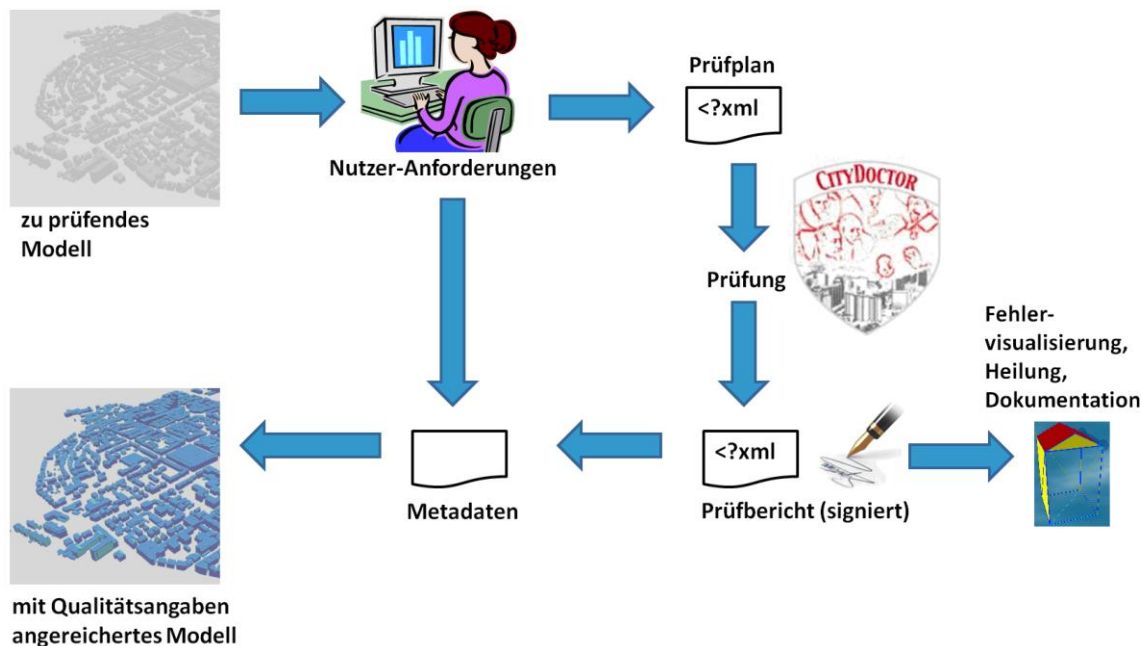 Prüfplan
<?xml
Nutzer-Anforderungen
CITYDOCTOR
zu prüfendes
Modell
Prüfung
Fehler-
visualisierung,
Heilung,
Dokumentation
<?xml
Metadaten
Prüfbericht (signiert)
mit Qualitätsangaben
angereichertes Modell